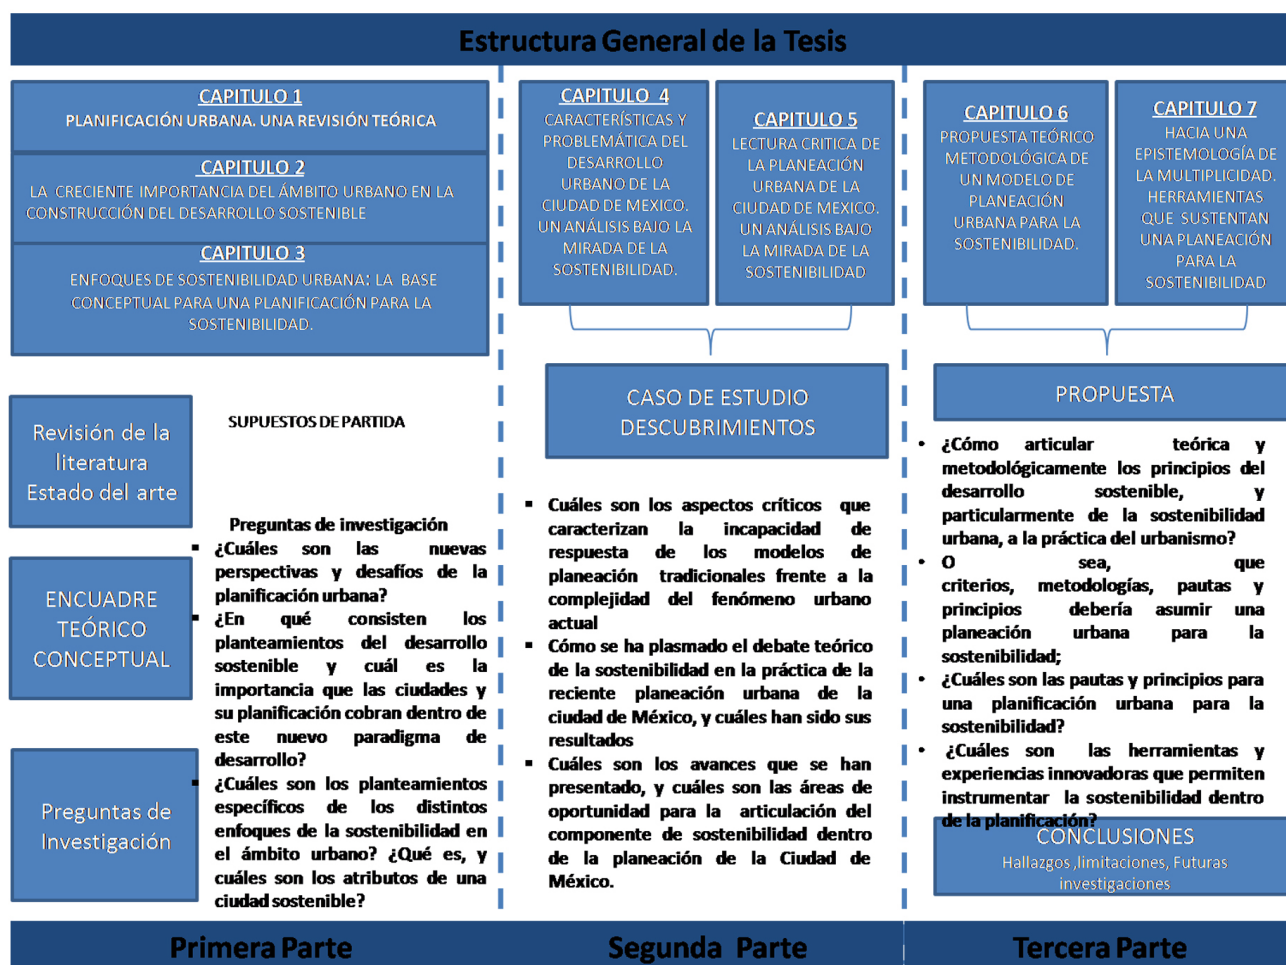 Estructura General de la Tesis
CAPITULO 1
PLANIFICACIÓN URBANA. UNA REVISIÓN TEÓRICA
CAPITULO 2
LA CRECIENTE IMPORTANCIA DEL ÁMBITO URBANO EN LA
CONSTRUCCIÓN DEL DESARROLLO SOSTENIBLE
CAPITULO 3
ENFOQUES DE SOSTENIBILIDAD URBANA: LA BASE
CONCEPTUAL PARA UNA PLANIFICACIÓN PARA LA
SOSTENIBILIDAD.
Revisión de la
literatura
Estado del arte
ENCUADRE
TEÓRICO
CONCEPTUAL
Preguntas de
Investigación
SUPUESTOS DE PARTIDA
Preguntas de investigación
▪ ¿Cuáles son las nuevas
perspectivas y desafíos de la
planificación urbana?
▪ ¿En qué consisten los
planteamientos del desarrollo
sostenible y cuál es la
importancia que las ciudades y
su planificación cobran dentro de
este nuevo paradigma de
desarrollo?
▪ ¿Cuáles son los planteamientos
específicos de los distintos
enfoques de la sostenibilidad en
el ámbito urbano? ¿Qué es, y
cuáles son los atributos de una
ciudad sostenible?
Primera Parte
CAPITULO 4
CARACTERÍSTICAS Y
PROBLEMÁTICA DEL
DESARROLLO
URBANO DE LA
CIUDAD DE MEXICO.
UN ANÁLISIS BAJO LA
MIRADA DE LA
SOSTENIBILIDAD.
CAPITULO 5
LECTURA CRITICA DE
LA PLANEACIÓN
URBANA DE LA
CIUDAD DE MEXICO.
UN ANÁLISIS BAJO
LA MIRADA DE LA
SOSTENIBILIDAD
CASO DE ESTUDIO
DESCUBRIMIENTOS
▪ Cuáles son los aspectos críticos que
caracterizan la incapacidad de
respuesta de los modelos de
planeación tradicionales frente a la
complejidad del fenómeno urbano
actual
▪ Cómo se ha plasmado el debate teórico
de la sostenibilidad en la práctica de la
reciente planeación urbana de la
ciudad de México, y cuáles han sido sus
resultados
▪ Cuáles son los avances que se han
presentado, y cuáles son las áreas de
oportunidad para la articulación del
componente de sostenibilidad dentro
de la planeación de la Ciudad de
México.
Segunda Parte
CAPITULO 6
PROPUESTA TEÓRICO
METODOLÓGICA DE
UN MODELO DE
PLANEACIÓN
URBANA PARA LA
SOSTENIBILIDAD.
CAPITULO 7
HACIA UNA
EPISTEMOLOGÍA DE
LA MULTIPLICIDAD.
HERRAMIENTAS
QUE SUSTENTAN
UNA PLANEACIÓN
PARA LA
SOSTENIBILIDAD
PROPUESTA
• ¿Cómo articular teórica y
metodológicamente los principios del
desarrollo sostenible, y
particularmente de la sostenibilidad
urbana, a la práctica del urbanismo?
• O sea, que
criterios, metodologías, pautas y
principios debería asumir una
planeación urbana para la
sostenibilidad;
• ¿Cuáles son las pautas y principios para
una planificación urbana para la
sostenibilidad?
• ¿Cuáles son las herramientas y
experiencias innovadoras que permiten
instrumentar la sostenibilidad dentro
de la planificación?
CONCLUSIONES
Hallazgos ,limitaciones, Futuras
investigaciones
Tercera Parte